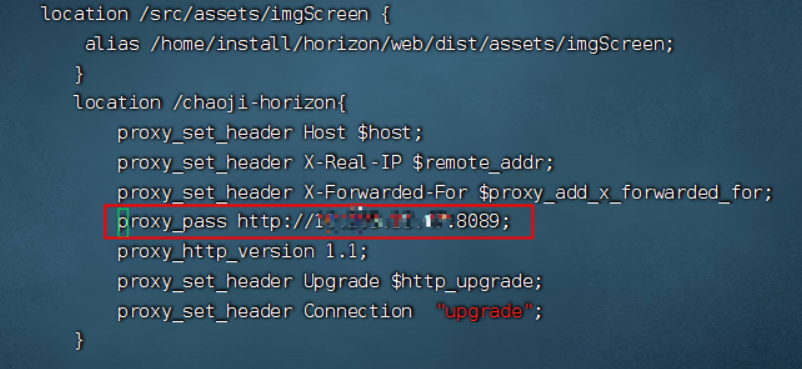 location /src/assets/imgScreen {
alias /home/install/horizon/web/dist/assets/imgScreen;
}
location /chaoji-horizon{
proxy_set_header Host $host;
proxy_set_header X-Real-IP $remote_addr;
proxy_set_header X-Forwarded-For $proxy_add_x_forwarded_for;
proxy_pass http://1 :8089;
proxy_http_version 1.1;
proxy_set_header Upgrade $http_upgrade;
proxy_set_header Connection "upgrade";
}